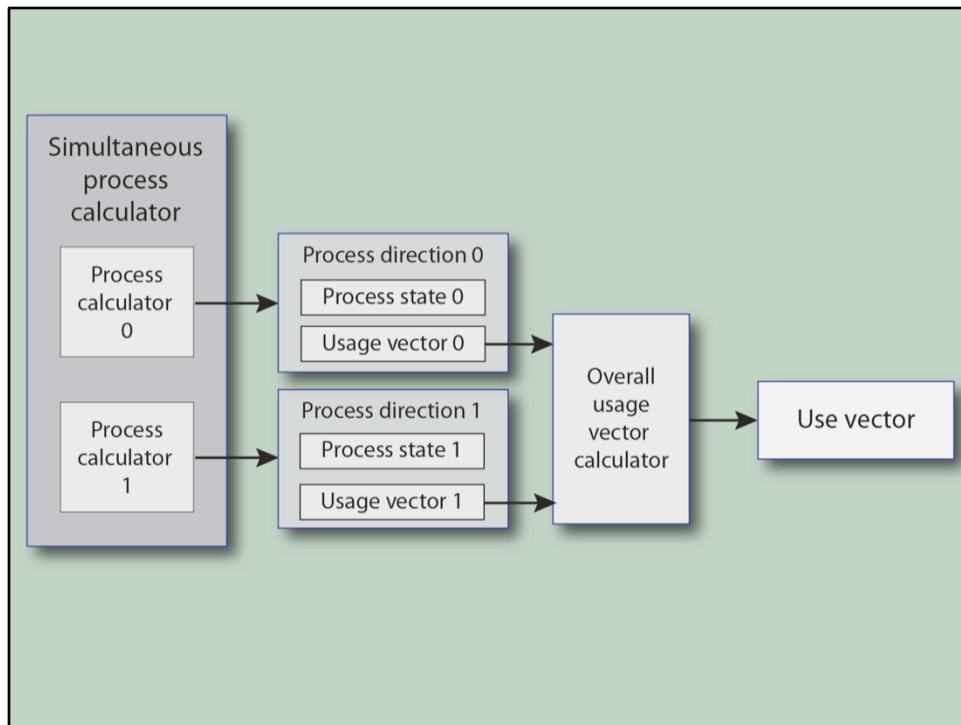 Simultaneous
process
calculator
Process
calculator
0
Process
calculator
1
Process direction 0
Process state 0
Usage vector 0
Process direction 1
Process state 1
Usage vector 1
Overall
usage
vector
calculator
Use vector